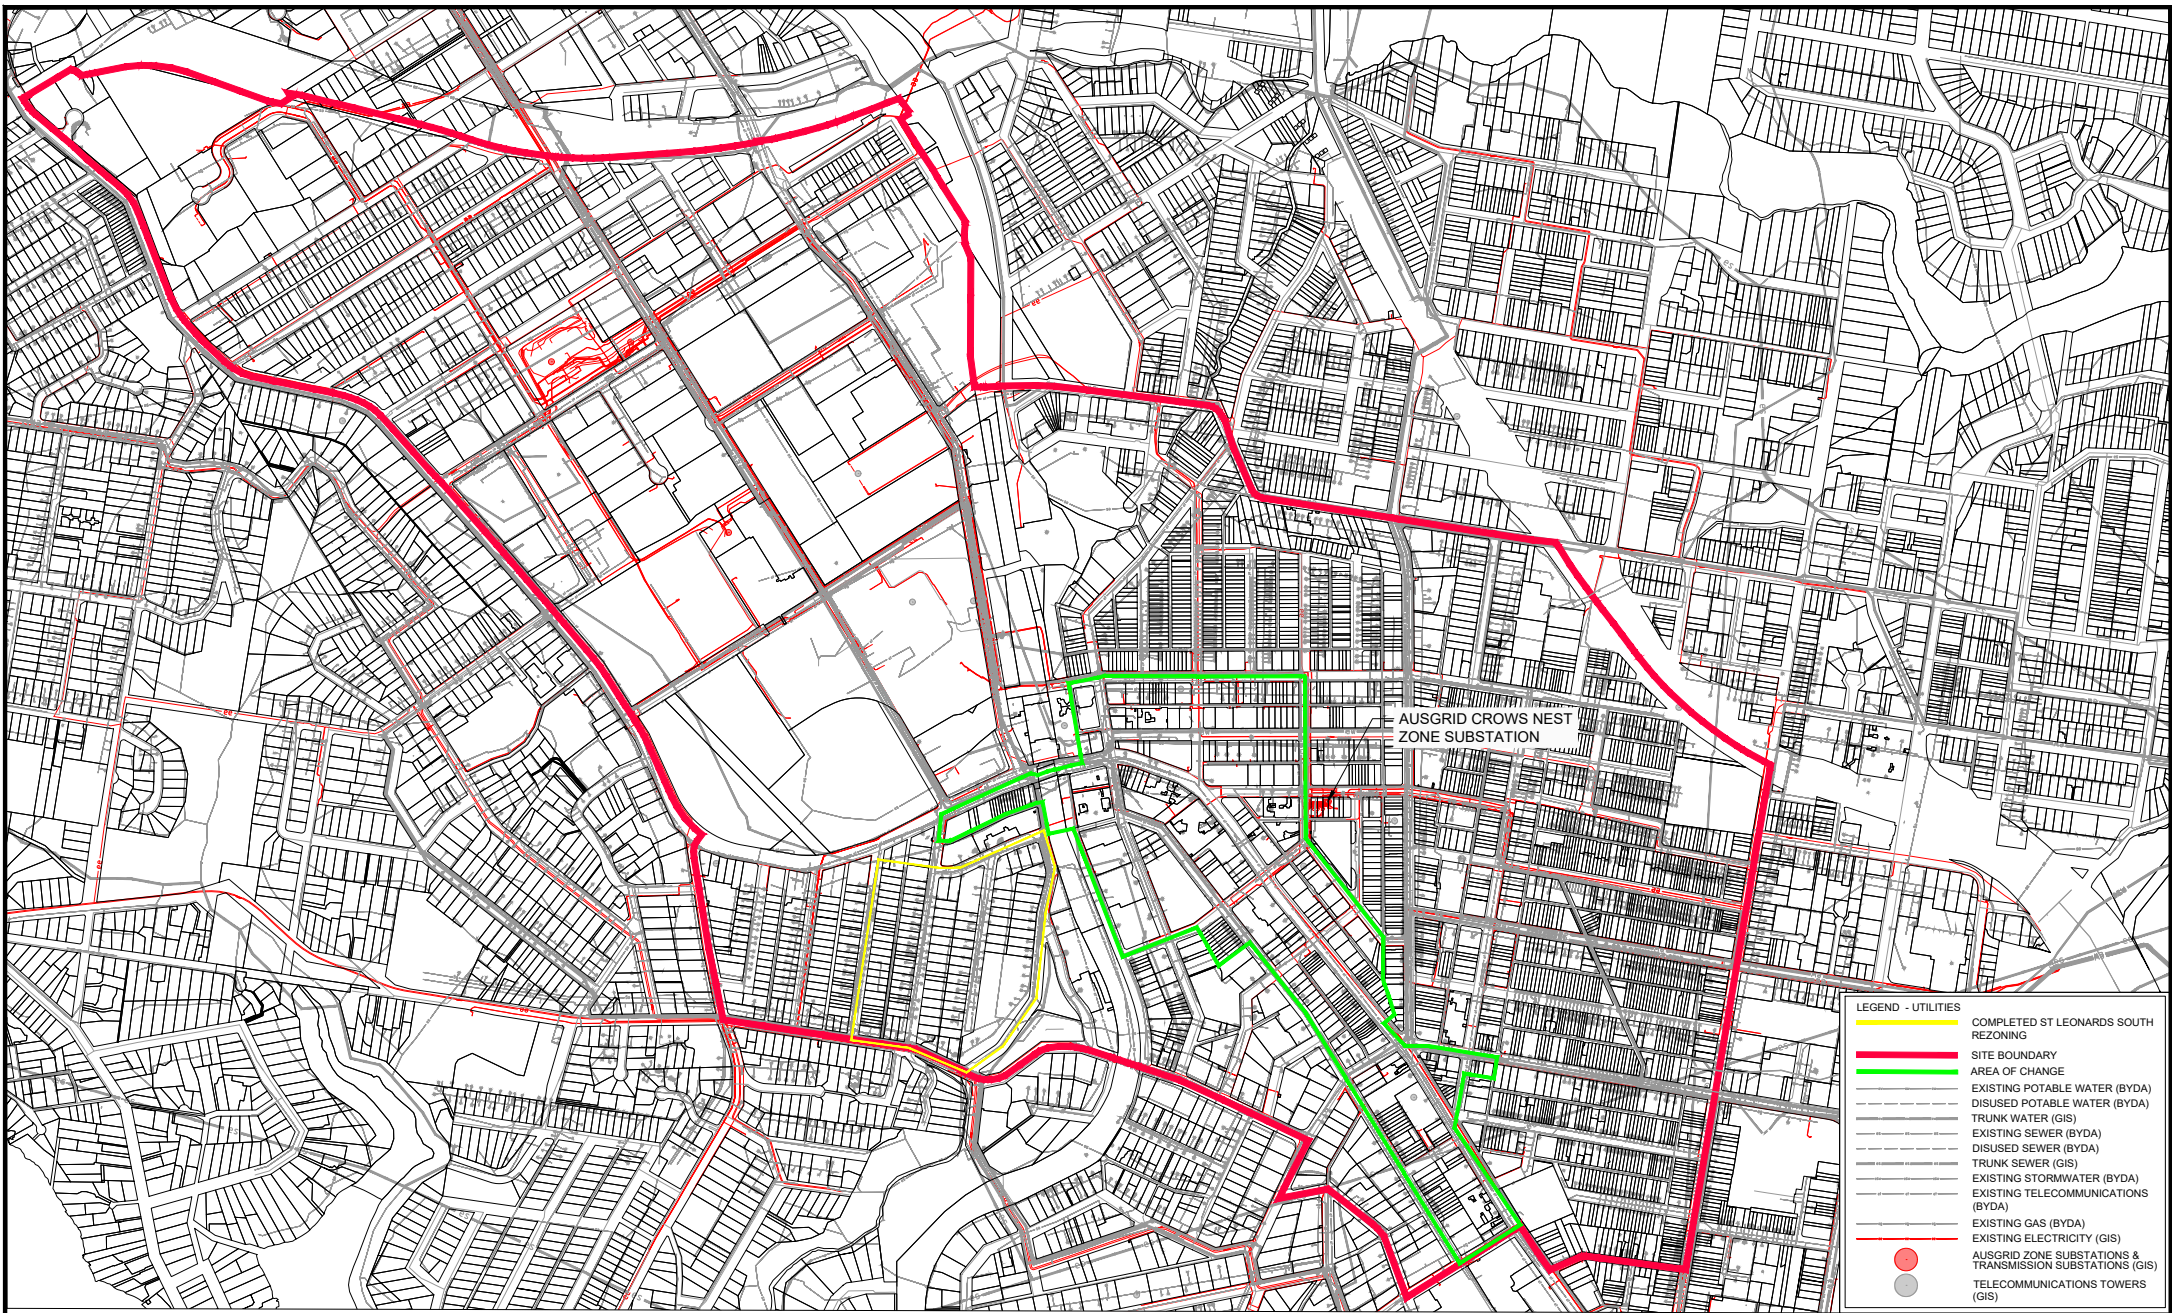 AUSGRID CROWS NEST
ZONE SUBSTATION
LEGEND - UTILITIES
COMPLETED ST LEONARDS SOUTH
REZONING
SITE BOUNDARY
AREA OF CHANGE
EXISTING POTABLE WATER (BYDA)
DISUSED POTABLE WATER (BYDA)
TRUNK WATER (GIS)
EXISTING SEWER (BYDA)
DISUSED SEWER (BYDA)
TRUNK SEWER (GIS)
EXISTING STORMWATER (BYDA)
EXISTING TELECOMMUNICATIONS
(BYDA)
EXISTING GAS (BYDA)
EXISTING ELECTRICITY (GIS)
AUSGRID ZONE SUBSTATIONS &
TRANSMISSION SUBSTATIONS (GIS)
TELECOMMUNICATIONS TOWERS
(GIS)